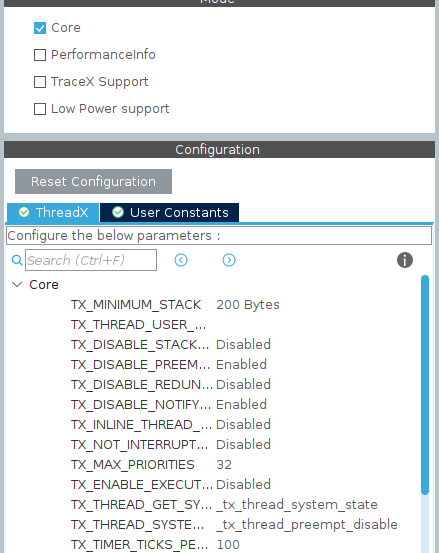 Mode
Core
PerformanceInfo
TraceX Support
Low Power support
Configuration
Reset Configuration
ThreadX
User Constants
Configure the below parameters :
Search (Ctrl+F)
Core
TX_MINIMUM_STACK 200 Bytes
TX_THREAD_USER_...
TX_DISABLE_STACK... Disabled
TX_DISABLE_PREEM... Enabled
TX_DISABLE_REDUN... Disabled
TX_DISABLE_NOTIFY... Enabled
TX_INLINE_THREAD_... Disabled
TX_NOT_INTERRUPT... Disabled
TX_MAX_PRIORITIES 32
TX_ENABLE_EXECUT... Disabled
TX_THREAD_GET_SY... _tx_thread_system_state
TX_THREAD_SYSTE... _tx_thread_preempt_disable
TX_TIMER_TICKS_PE... 100